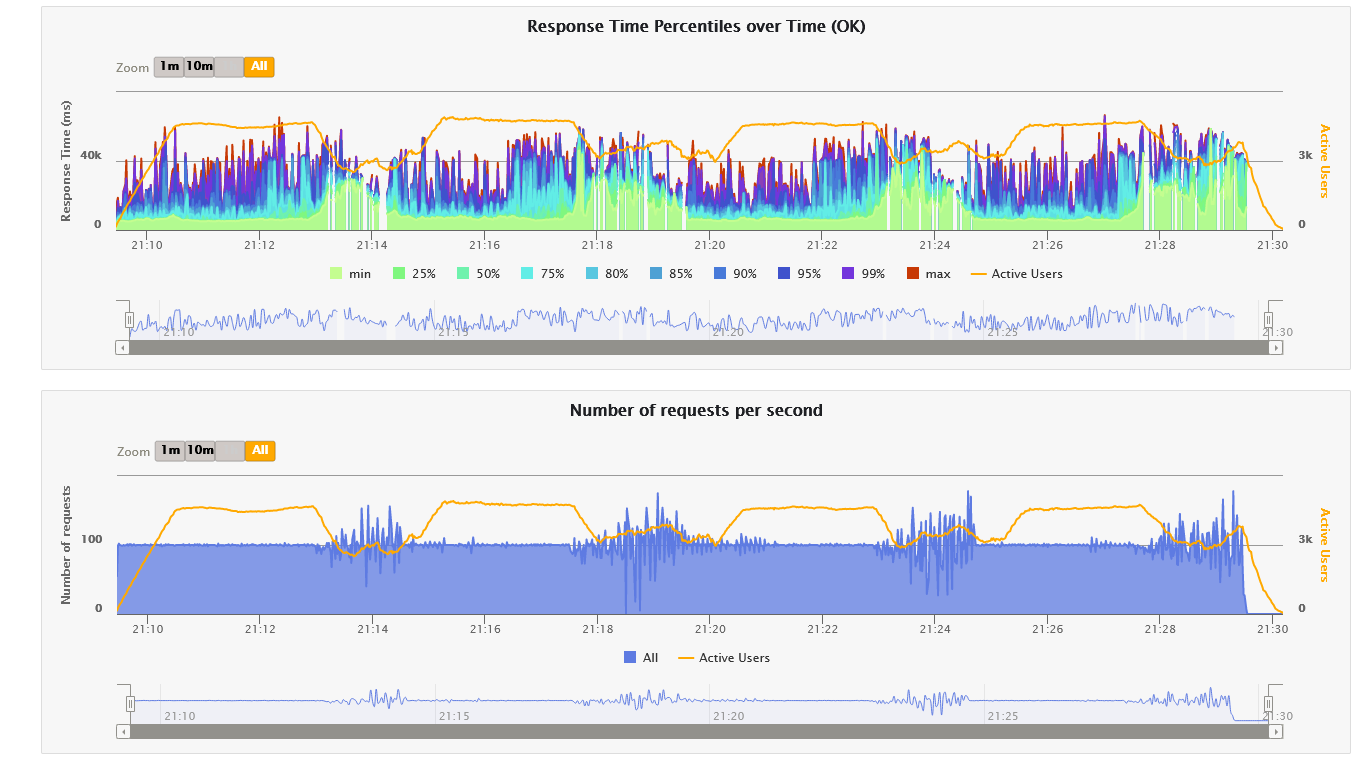 Response Time Percentiles over Time (OK)
Zoom 1m 10m All
Response Time (ms)
40k
0
Active Users
3k
0
21:10 21:12 21:14 21:16 21:18 21:20 21:22 21:24 21:26 21:28 21:30
min 25% 50% 75% 80% 85% 90% 95% 99% max Active Users
21:10 21:15 21:20 21:25 21:30
Number of requests per second
Zoom 1m 10m All
Number of requests
100
0
Active Users
3k
0
21:10 21:12 21:14 21:16 21:18 21:20 21:22 21:24 21:26 21:28 21:30
All Active Users
21:10 21:15 21:20 21:25 21:30